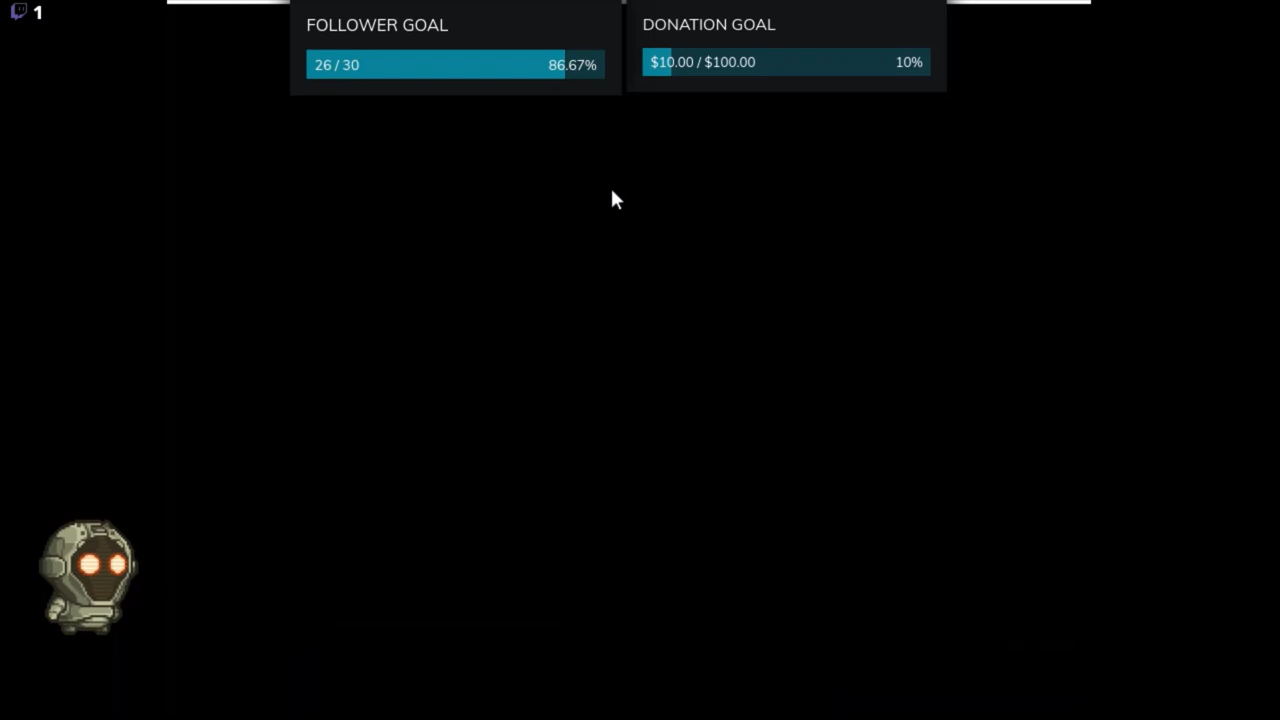 1
FOLLOWER GOAL
26 / 30 86.67%
DONATION GOAL
$10.00 / $100.00 10%